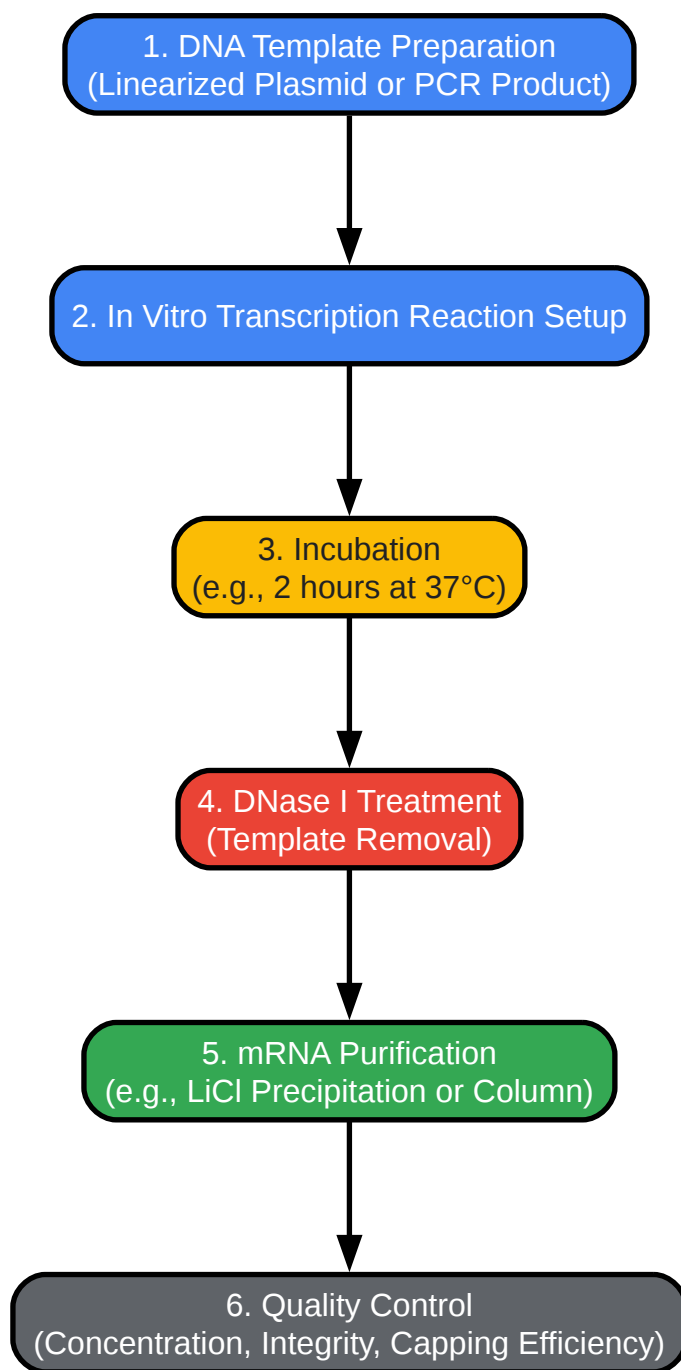 1. DNA Template Preparation
(Linearized Plasmid or PCR Product)
2. In Vitro Transcription Reaction Setup
3. Incubation
(e.g., 2 hours at 37°C)
4. DNase I Treatment
(Template Removal)
5. mRNA Purification
(e.g., LiCl Precipitation or Column)
6. Quality Control
(Concentration, Integrity, Capping Efficiency)